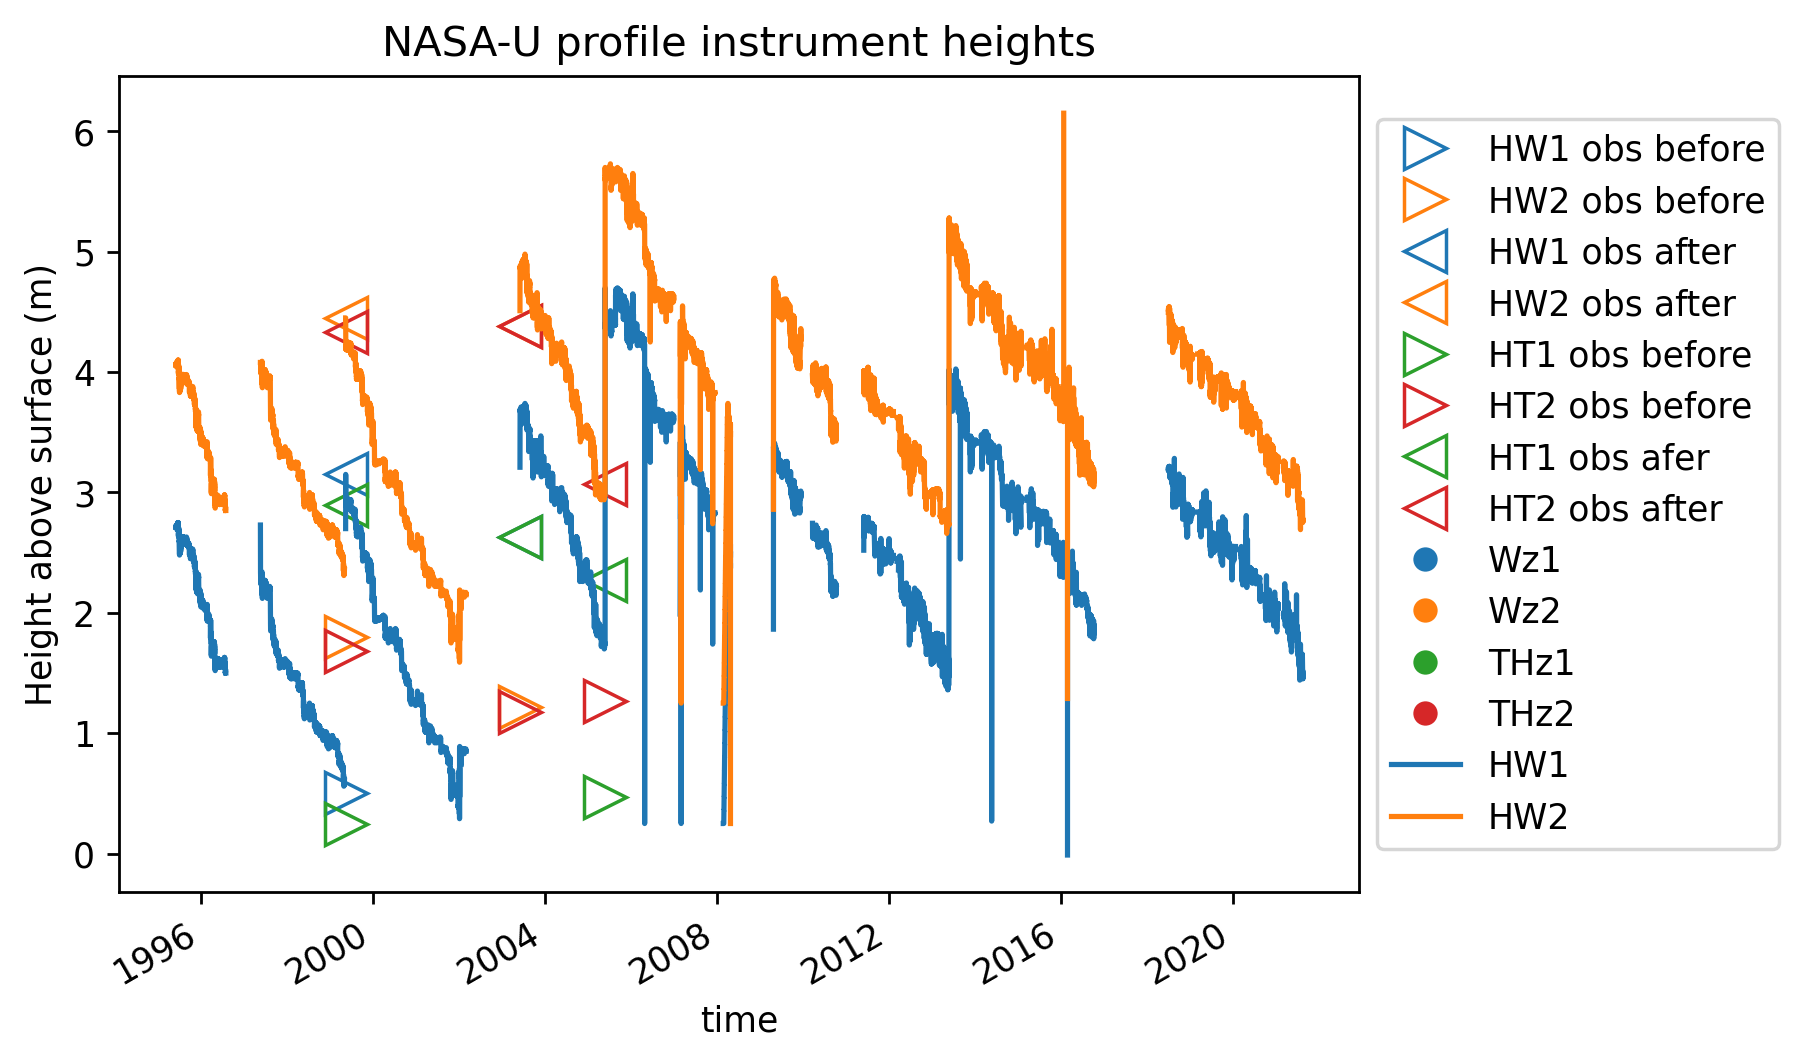 NASA-U profile instrument heights
Height above surface (m)
6
5
4
3
2
1
0
1996
2000
2004
2008
2012
2016
2020
time
HW1 obs before
HW2 obs before
HW1 obs after
HW2 obs after
HT1 obs before
HT2 obs before
HT1 obs afer
HT2 obs after
Wz1
Wz2
THz1
THz2
HW1
HW2